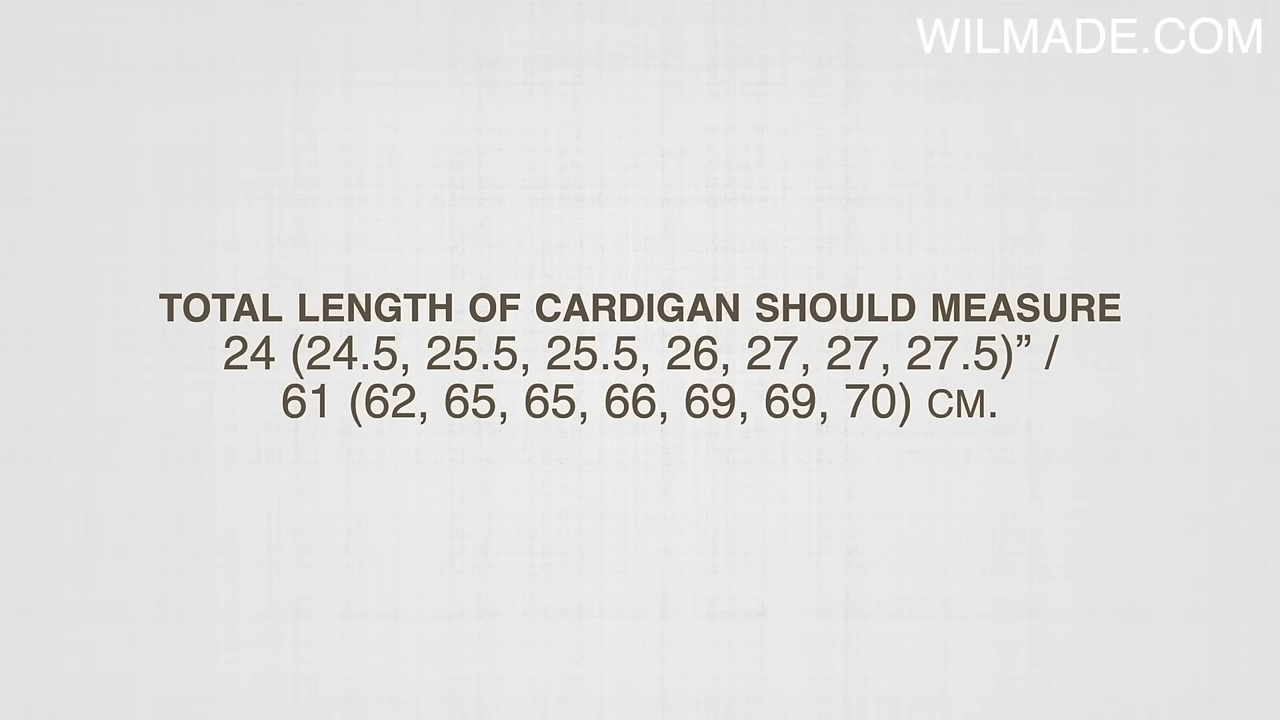 WILMADE.COM
TOTAL LENGTH OF CARDIGAN SHOULD MEASURE
24 (24.5, 25.5, 25.5, 26, 27, 27, 27.5)” /
61 (62, 65, 65, 66, 69, 69, 70) CM.